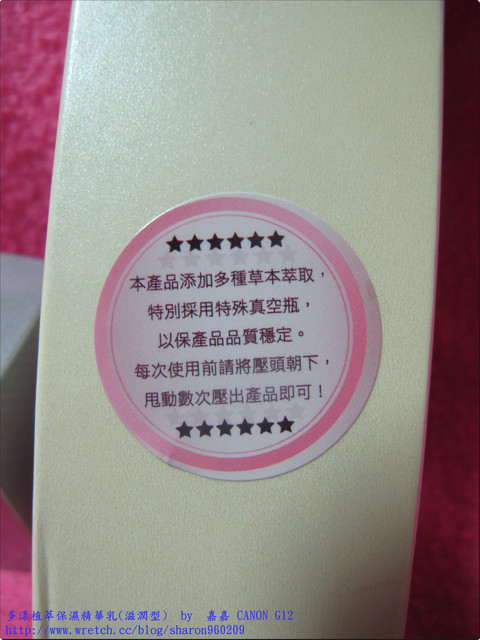 ★★★★★★
本產品添加多種草本萃取，
特別採用特殊真空瓶，
以保產品品質穩定。
每次使用前請將壓頭朝下，
甩動數次壓出產品即可！
★★★★★★
多漾植萃保濕精華乳(滋潤型) by 嘉嘉 CANON G12
http://www.wretch.cc/blog/sharon960209